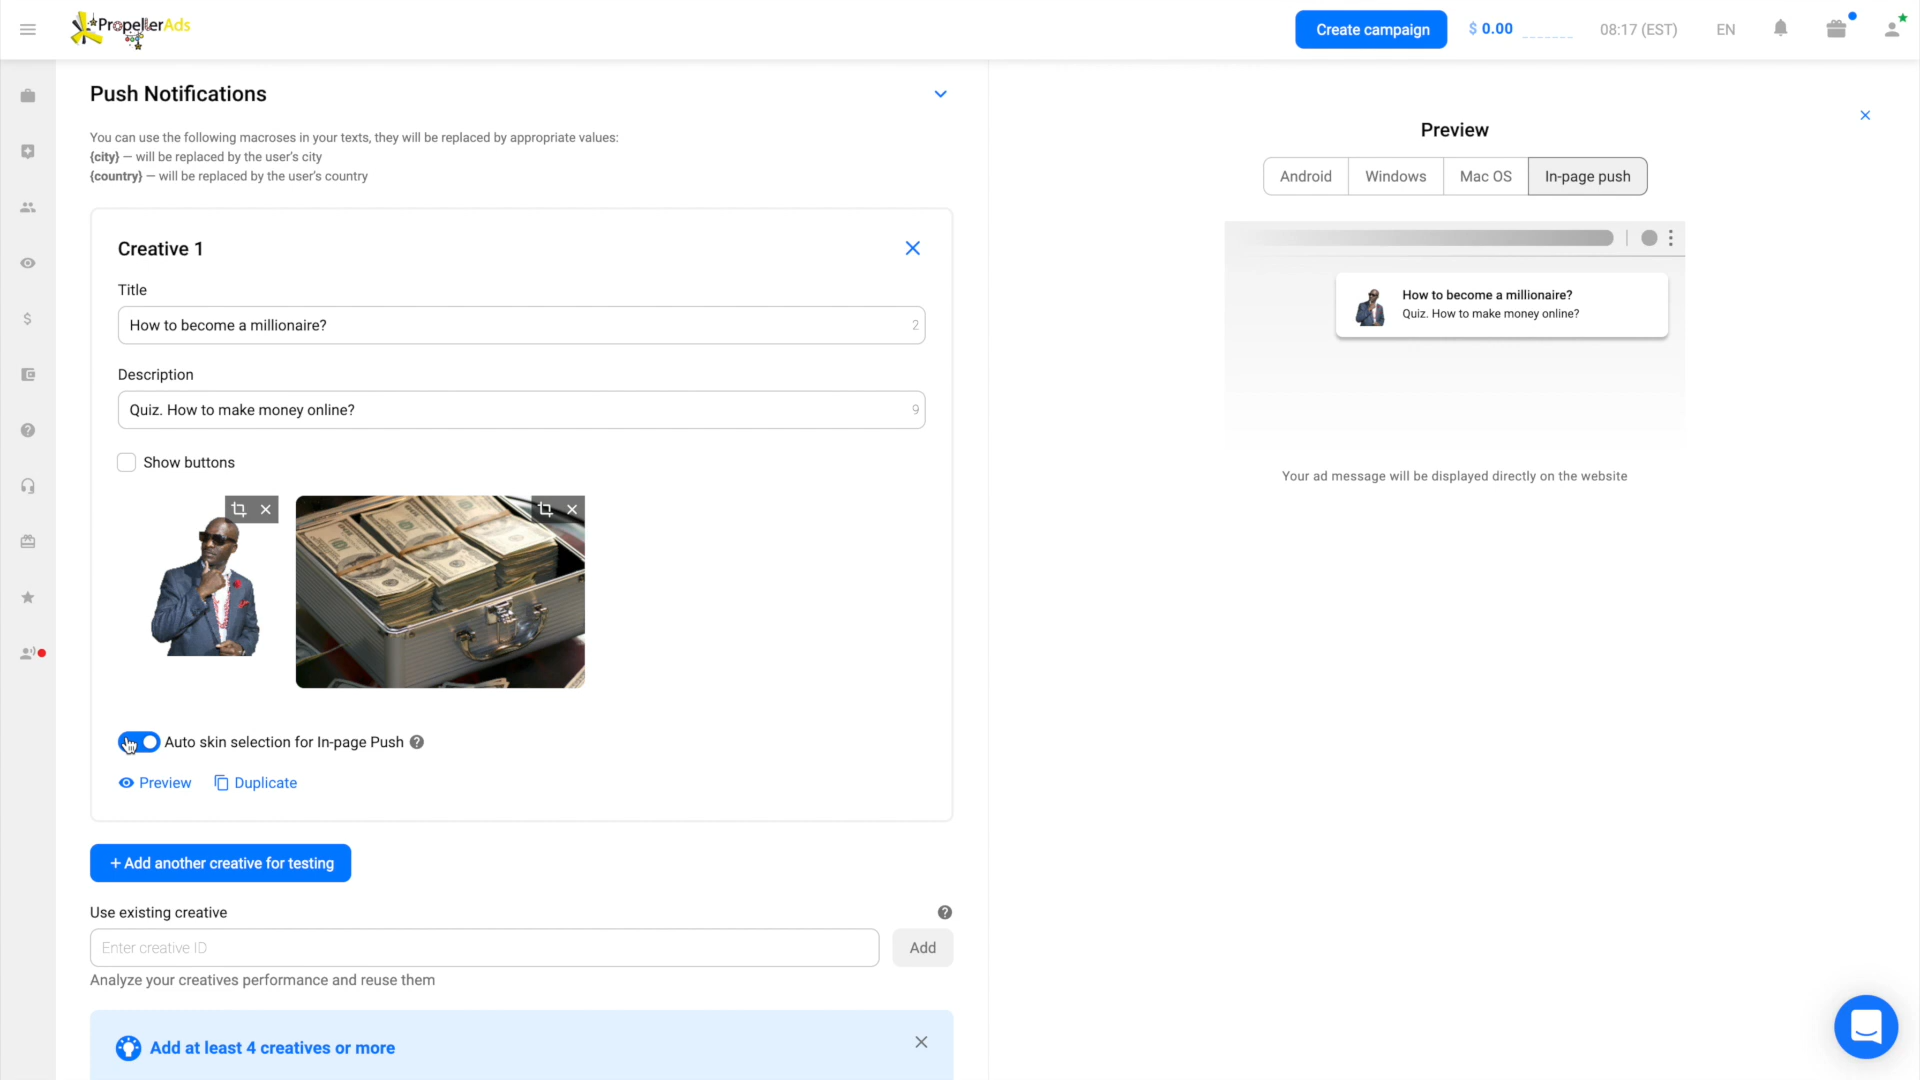 PropellerAds
Create campaign
$ 0.00
08:17 (EST)
EN
Push Notifications
You can use the following macroses in your texts, they will be replaced by appropriate values:
{city} — will be replaced by the user's city
{country} — will be replaced by the user's country
Creative 1
Title
How to become a millionaire?
2
Description
Quiz. How to make money online?
9
Show buttons
Auto skin selection for In-page Push
Preview
Duplicate
+ Add another creative for testing
Use existing creative
Enter creative ID
Add
Analyze your creatives performance and reuse them
Add at least 4 creatives or more
Preview
Android
Windows
Mac OS
In-page push
How to become a millionaire?
Quiz. How to make money online?
Your ad message will be displayed directly on the website